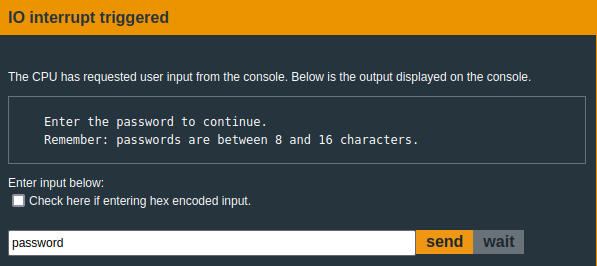 IO interrupt triggered
The CPU has requested user input from the console. Below is the output displayed on the console.
Enter the password to continue.
Remember: passwords are between 8 and 16 characters.
Enter input below:
Check here if entering hex encoded input.
password send wait